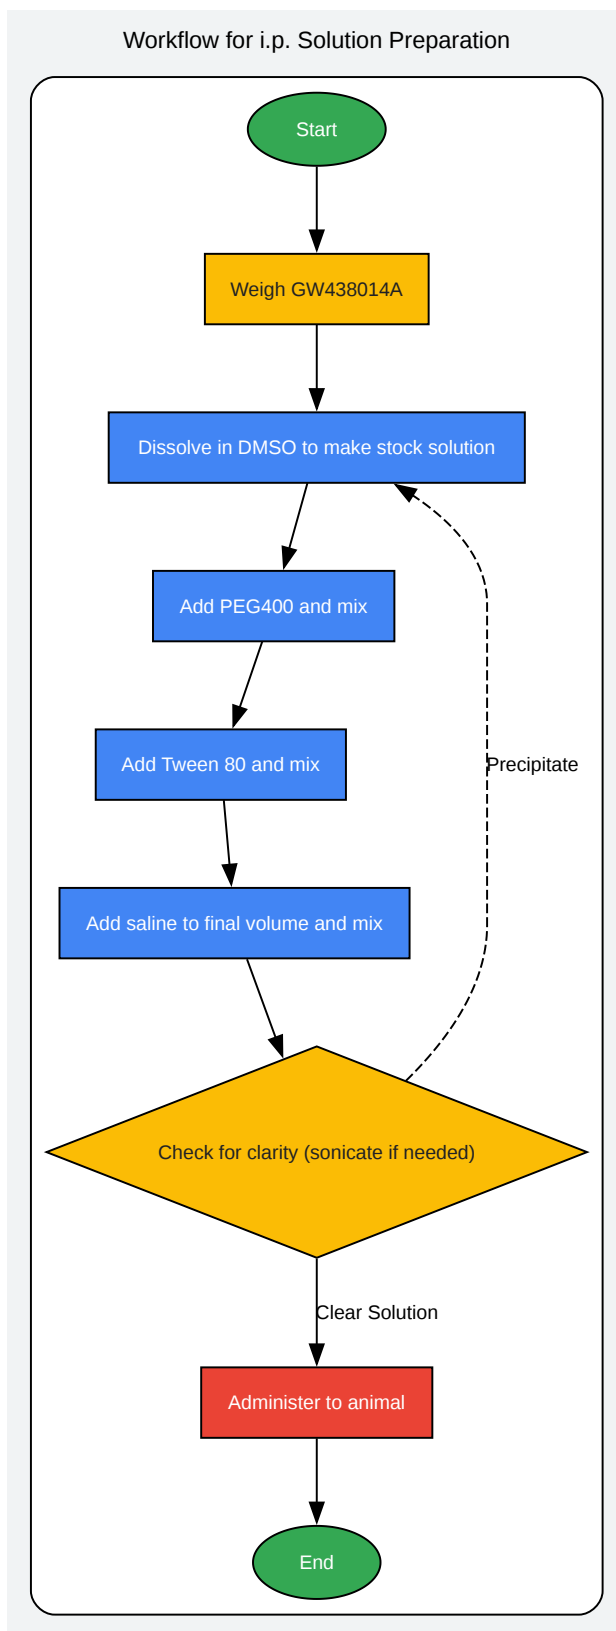 Workflow for i.p. Solution Preparation
Start
Weigh GW438014A
Dissolve in DMSO to make stock solution
Add PEG400 and mix
Add Tween 80 and mix
Precipitate
Add saline to final volume and mix
Check for clarity (sonicate if needed)
Clear Solution
Administer to animal
End